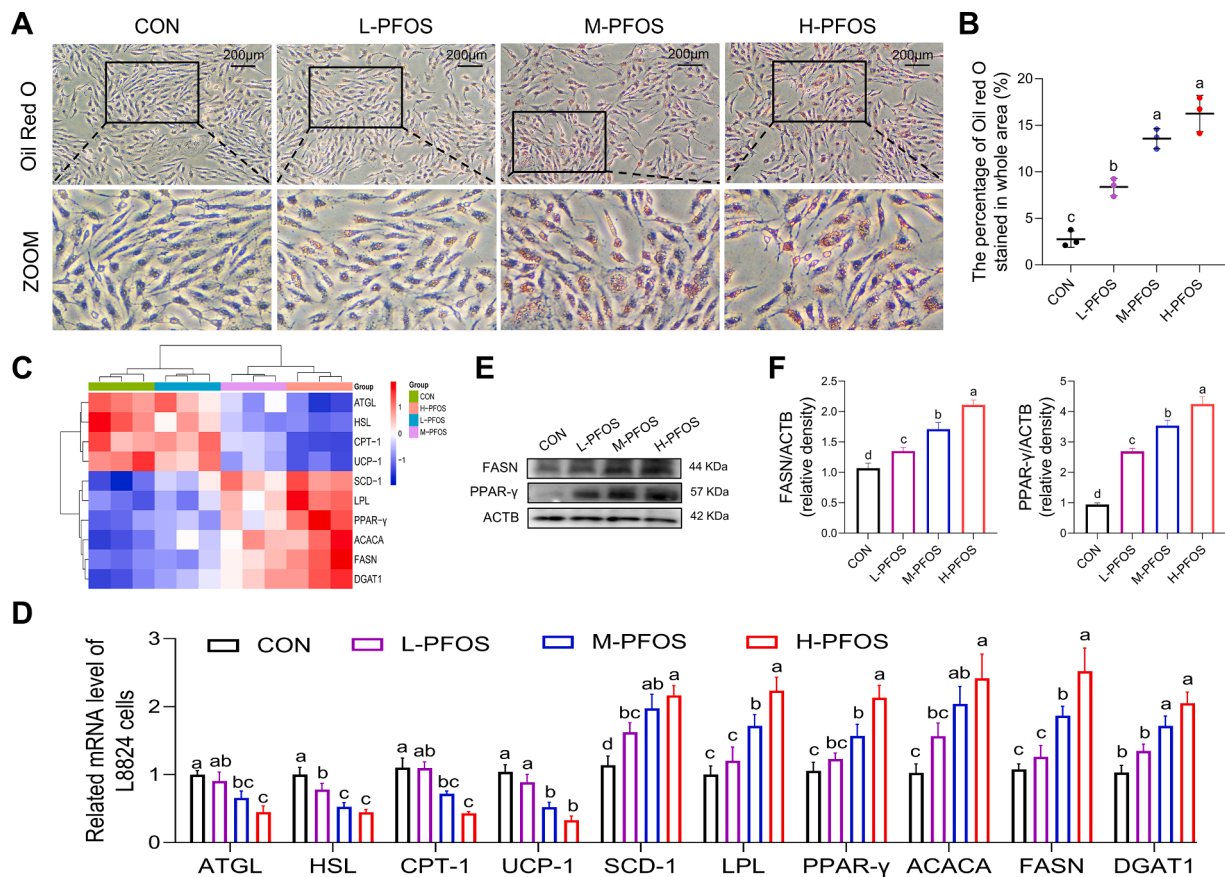 A
CON
L-PFOS
M-PFOS
H-PFOS
200μm
200μm
200μm
200μm
Oil Red O
ZOOM
B
The percentage of Oil red O
stained in whole area (%)
20
15
10
5
0
c
b
a
a
CON
L-PFOS
M-PFOS
H-PFOS
C
Group
ATGL
HSL
CPT-1
UCP-1
SCD-1
LPL
PPAR-γ
ACACA
FASN
DGAT1
1
0
−1
Group
CON
H-PFOS
L-PFOS
M-PFOS
E
CON
L-PFOS
M-PFOS
H-PFOS
FASN
44 KDa
PPAR-γ
57 KDa
ACTB
42 KDa
F
FASN/ACTB
(relative density)
2.5
2.0
1.5
1.0
0.5
0.0
d
c
b
a
CON
L-PFOS
M-PFOS
H-PFOS
PPAR-γ/ACTB
(relative density)
5
4
3
2
1
0
d
c
b
a
CON
L-PFOS
M-PFOS
H-PFOS
D
Related mRNA level of
L8824 cells
3
2
1
0
CON
L-PFOS
M-PFOS
H-PFOS
a ab bc c
a b c c
a ab bc c
a a b b
d bc ab a
c c b a
c bc b a
c bc ab a
c c b a
b b a a
ATGL
HSL
CPT-1
UCP-1
SCD-1
LPL
PPAR-γ
ACACA
FASN
DGAT1